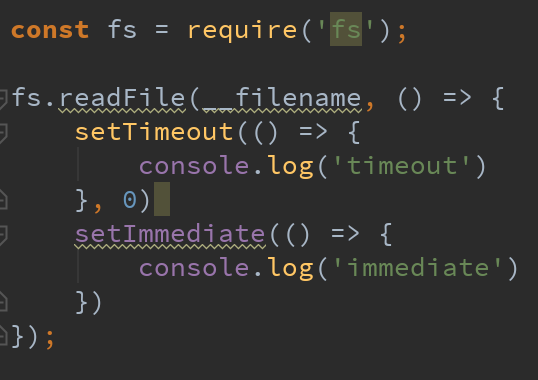 const fs = require('fs');
fs.readFile(__filename, () => {
setTimeout(() => {
console.log('timeout')
}, 0)
setImmediate(() => {
console.log('immediate')
})
});